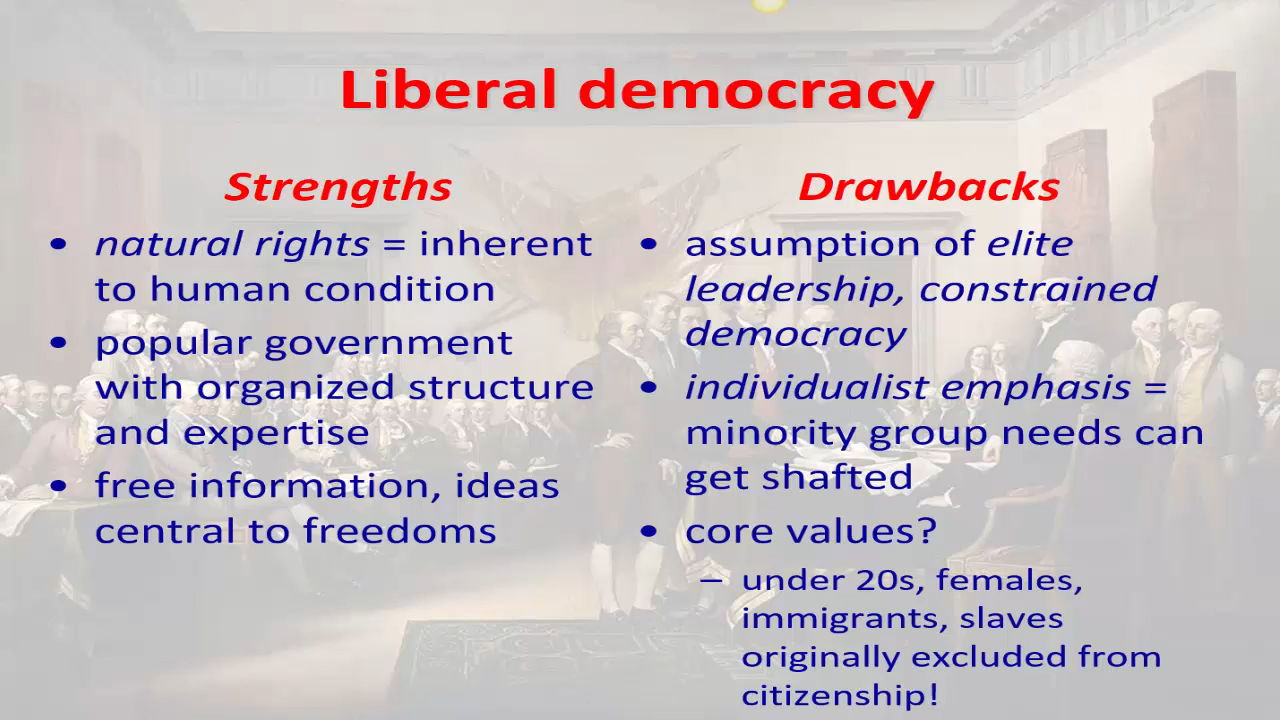 Liberal democracy
Strengths
• natural rights = inherent
to human condition
• popular government
with organized structure
and expertise
• free information, ideas
central to freedoms
Drawbacks
• assumption of elite
leadership, constrained
democracy
• individualist emphasis =
minority group needs can
get shafted
• core values?
– under 20s, females,
immigrants, slaves
originally excluded from
citizenship!